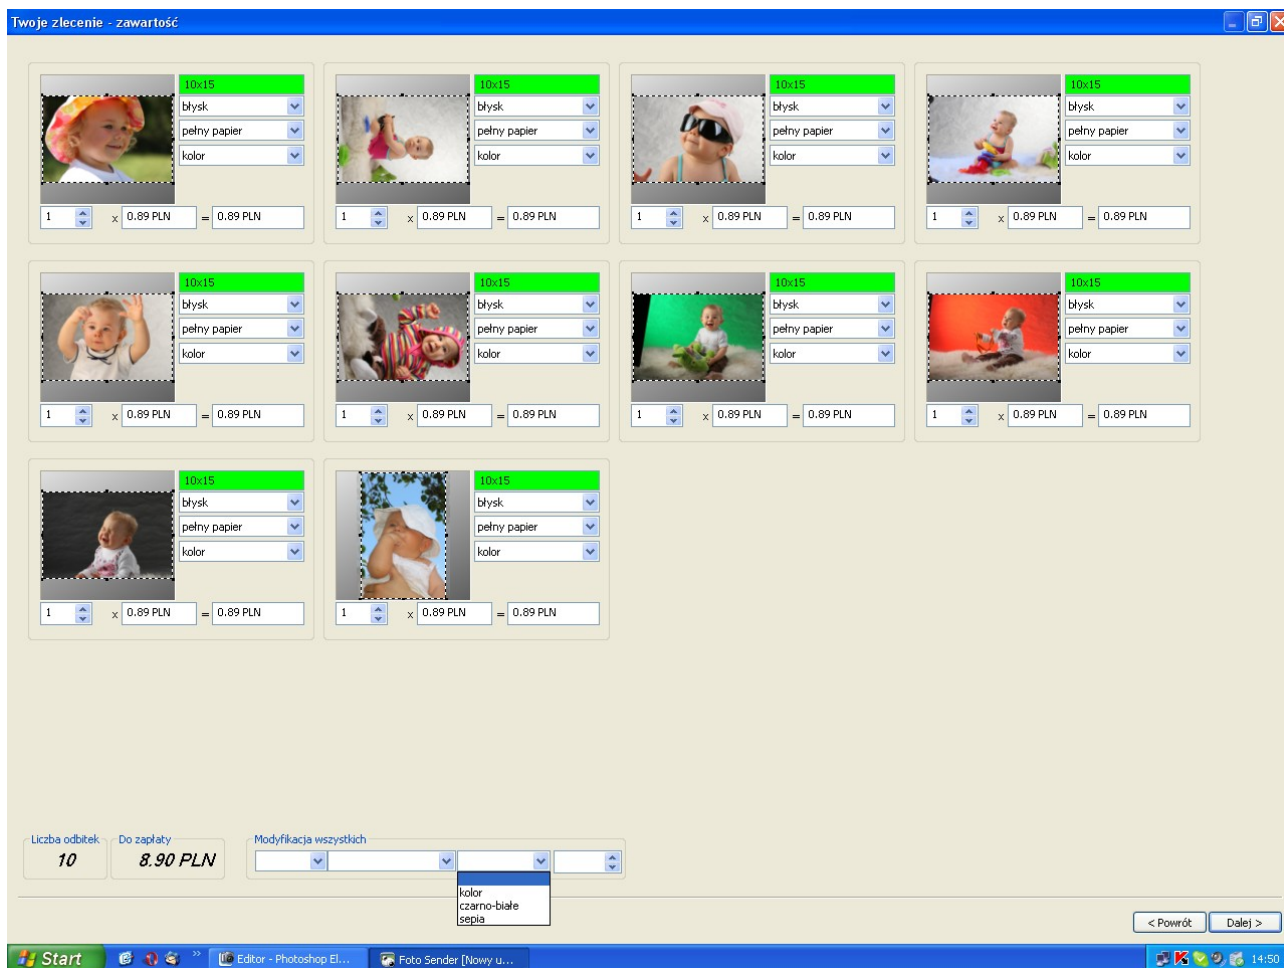 Twoje zlecenie - zawartość
10x15 10x15 10x15 10x15
błysk błysk błysk błysk
pełny papier pełny papier pełny papier pełny papier
kolor kolor kolor kolor
1 x 0.89 PLN = 0.89 PLN 1 x 0.89 PLN = 0.89 PLN 1 x 0.89 PLN = 0.89 PLN 1 x 0.89 PLN = 0.89 PLN
10x15 10x15 10x15 10x15
błysk błysk błysk błysk
pełny papier pełny papier pełny papier pełny papier
kolor kolor kolor kolor
1 x 0.89 PLN = 0.89 PLN 1 x 0.89 PLN = 0.89 PLN 1 x 0.89 PLN = 0.89 PLN 1 x 0.89 PLN = 0.89 PLN
10x15 10x15
błysk błysk
pełny papier pełny papier
kolor kolor
1 x 0.89 PLN = 0.89 PLN 1 x 0.89 PLN = 0.89 PLN
Liczba odbitek Do zapłaty Modyfikacja wszystkich
10 8.90 PLN
kolor
czarno-białe
sepia
< Powrót Dalej >
Start Editor - Photoshop El... Foto Sender [Nowy u... 14:50